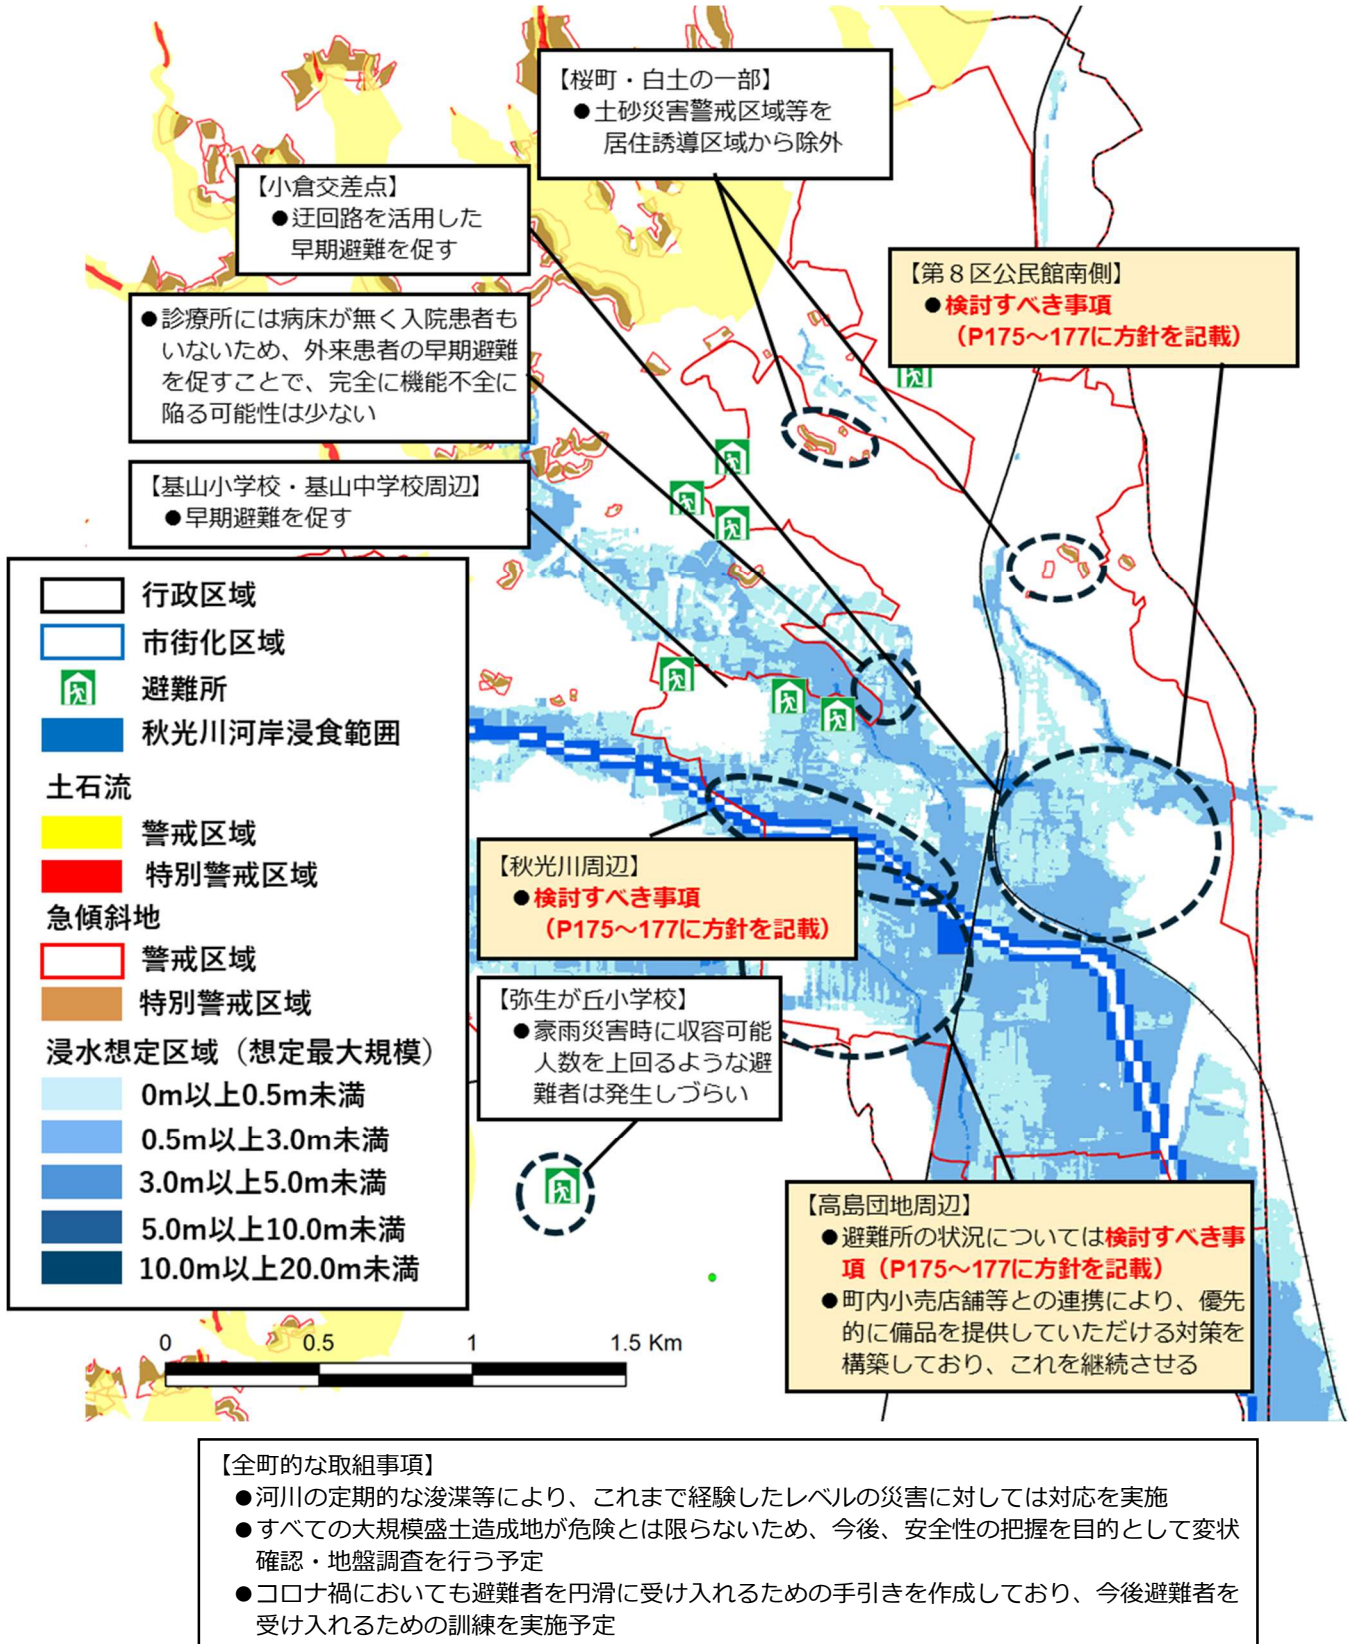 【桜町・白土の一部】
●土砂災害警戒区域等を
居住誘導区域から除外
【小倉交差点】
●迂回路を活用した
早期避難を促す
【第８区公民館南側】
●検討すべき事項
（P175～177に方針を記載）
●診療所には病床が無く入院患者も
いないため、外来患者の早期避難
を促すことで、完全に機能不全に
陥る可能性は少ない
【基山小学校・基山中学校周辺】
●早期避難を促す
行政区域
市街化区域
避難所
秋光川河岸浸食範囲
土石流
警戒区域
特別警戒区域
急傾斜地
警戒区域
特別警戒区域
浸水想定区域（想定最大規模）
0m以上0.5m未満
0.5m以上3.0m未満
3.0m以上5.0m未満
5.0m以上10.0m未満
10.0m以上20.0m未満
【秋光川周辺】
●検討すべき事項
（P175～177に方針を記載）
【弥生が丘小学校】
●豪雨災害時に収容可能
人数を上回るような避
難者は発生しづらい
【高島団地周辺】
●避難所の状況については検討すべき事
項（P175～177に方針を記載）
●町内小売店舗等との連携により、優先
的に備品を提供していただける対策を
構築しており、これを継続させる
0 0.5 1 1.5 Km
【全町的な取組事項】
●河川の定期的な浚渫等により、これまで経験したレベルの災害に対しては対応を実施
●すべての大規模盛土造成地が危険とは限らないため、今後、安全性の把握を目的として変状
確認・地盤調査を行う予定
●コロナ禍においても避難者を円滑に受け入れるための手引きを作成しており、今後避難者を
受け入れるための訓練を実施予定